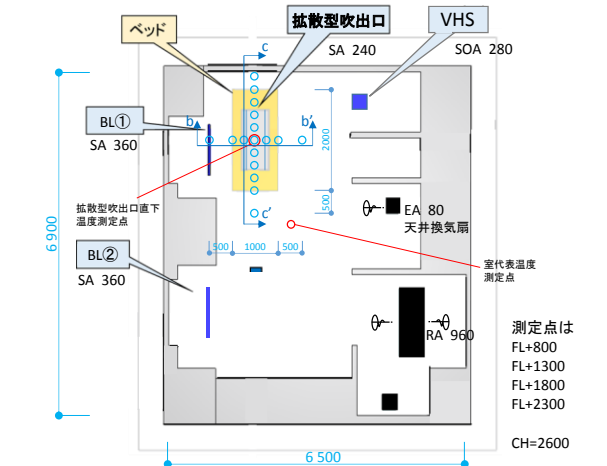 ベッド
拡散型吹出口
SA 240
VHS
SOA 280
c
BL①
SA 360
b
b'
2000
500
拡散型吹出口直下
温度測定点
c'
EA 80
天井換気扇
6 900
500
1000
500
BL②
SA 360
室代表温度
測定点
RA 960
測定点は
FL+800
FL+1300
FL+1800
FL+2300
CH=2600
6 500